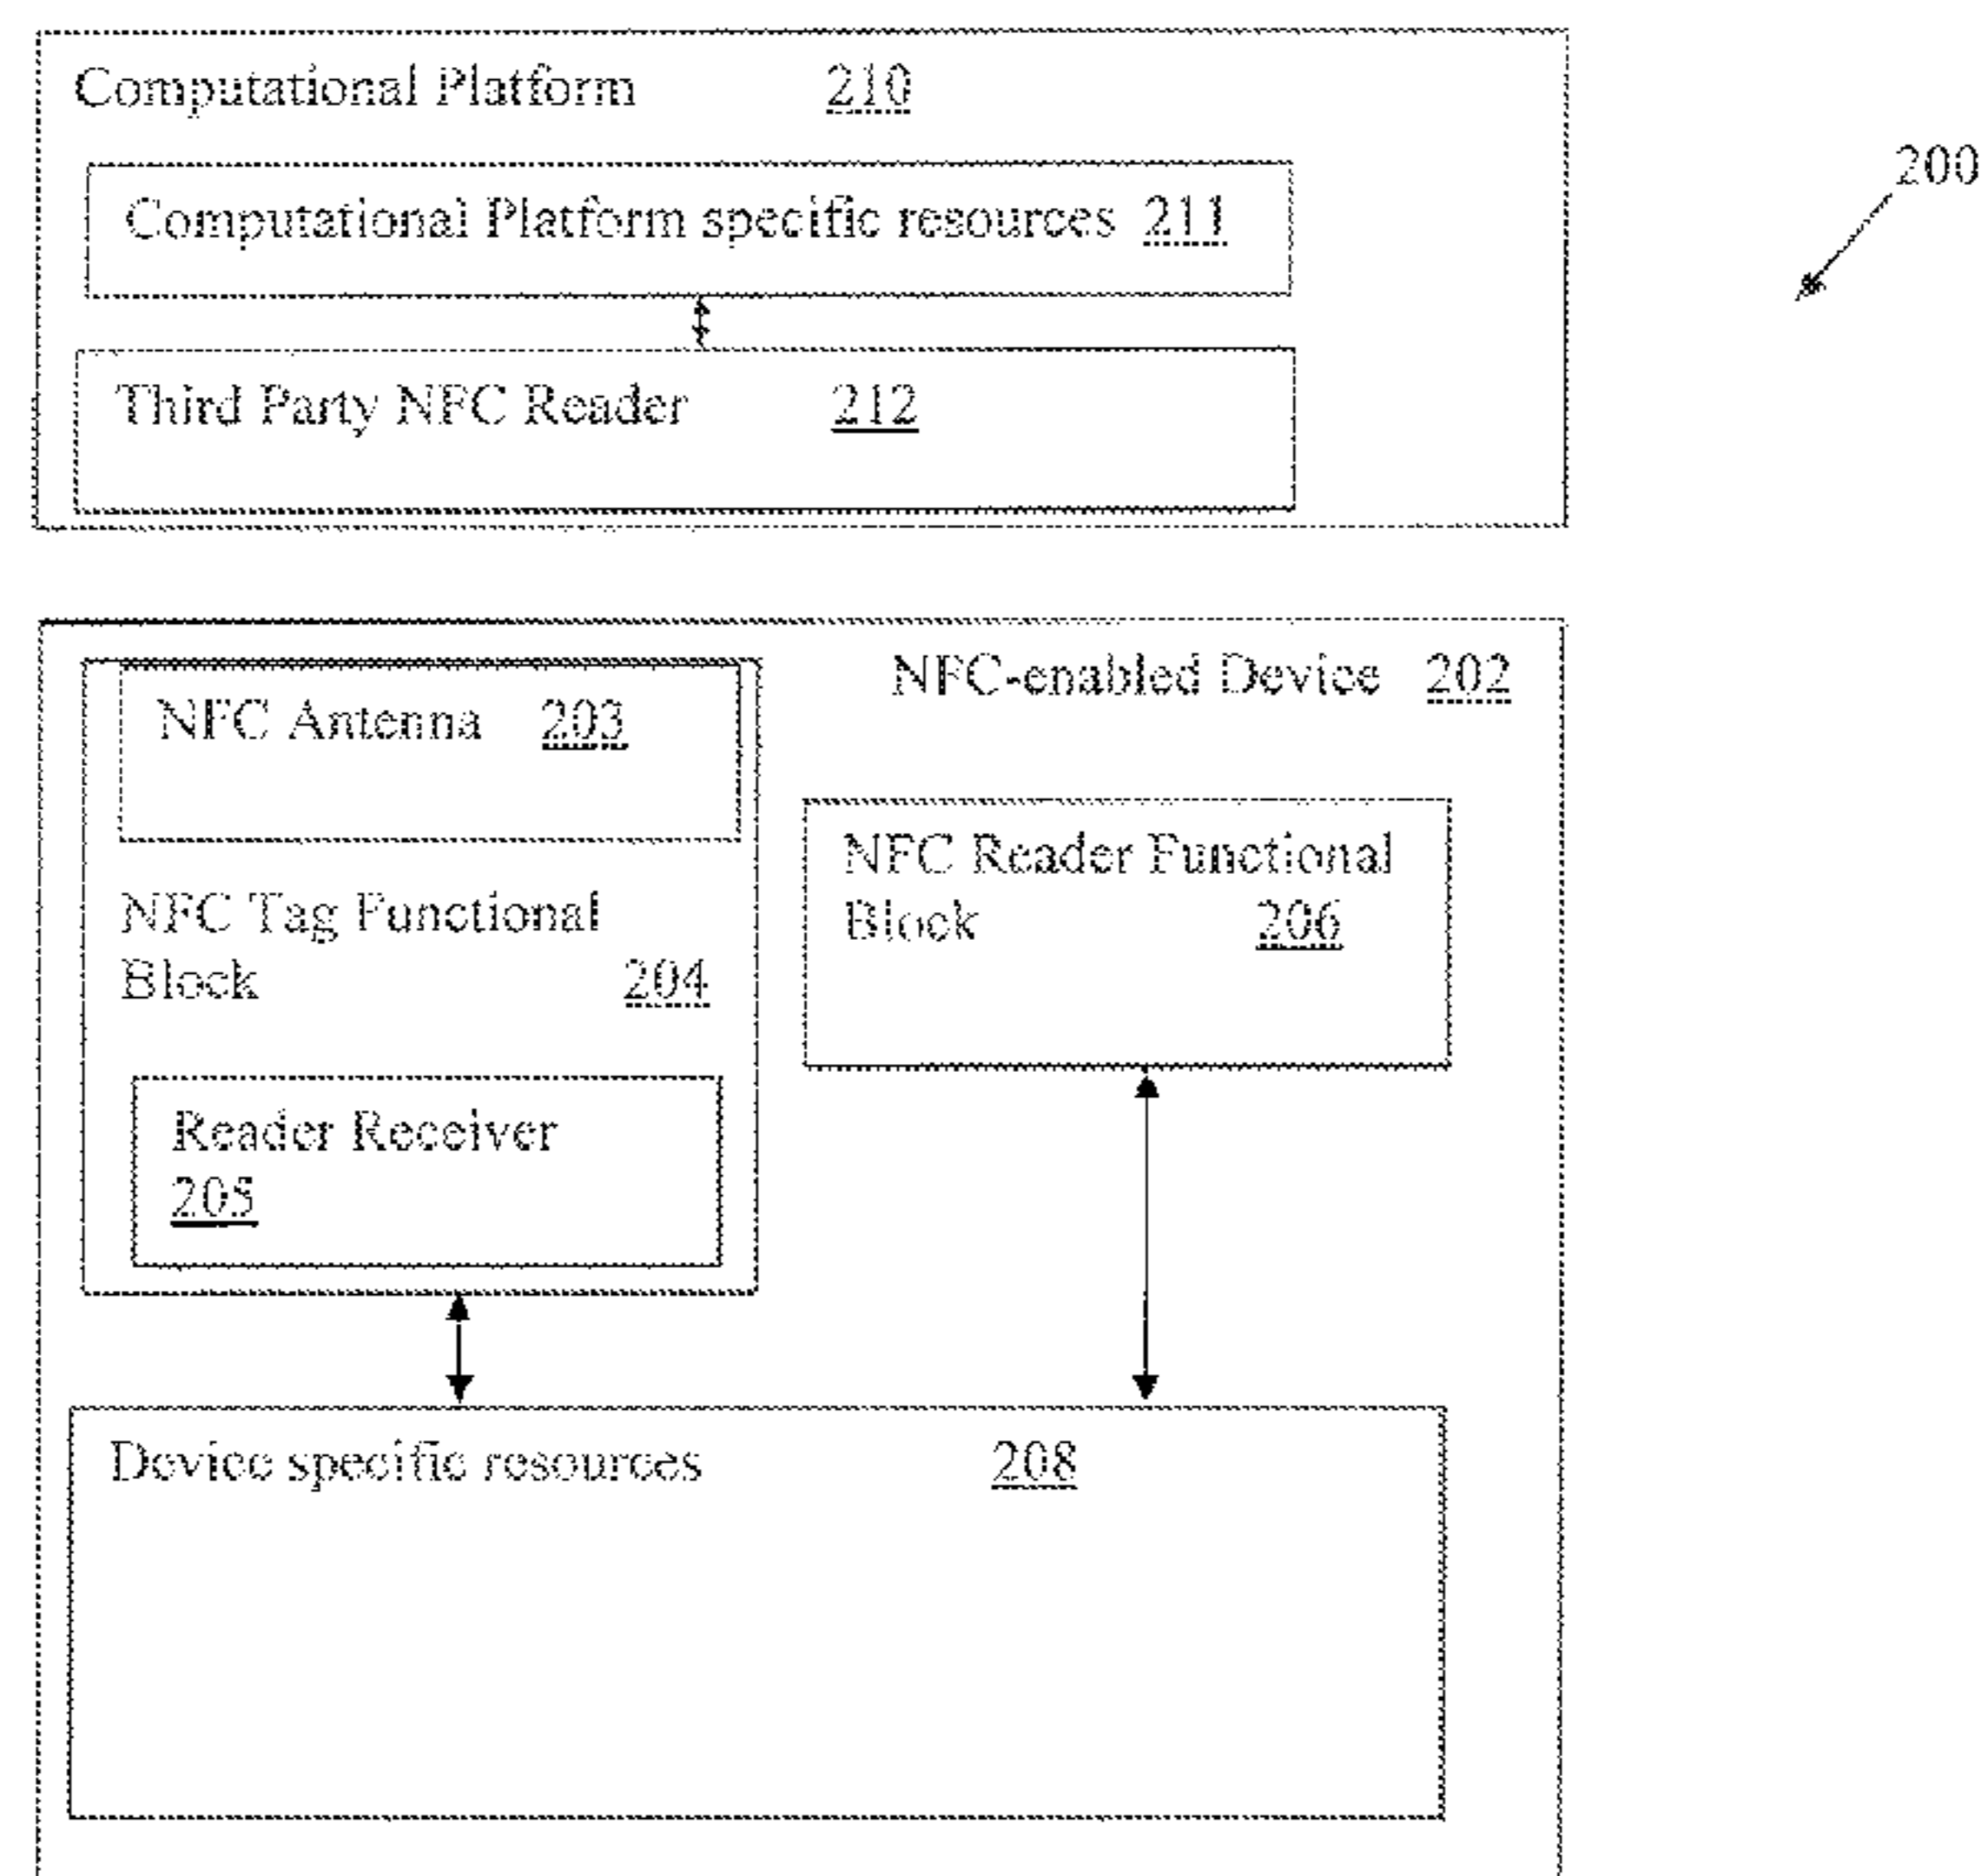 Computational Platform 210
200
Computational Platform specific resources 211
Third Party NFC Reader 212
NFC-enabled Device 202
NFC Antenna 203
NFC Reader Functional
Block 206
NFC Tag Functional
Block 204
Reader Receiver
205
Device specific resources 208